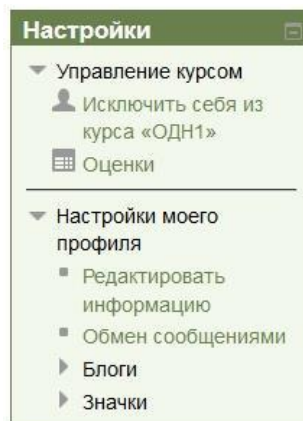 Настройки
Управление курсом
Исключить себя из
курса «ОДН1»
Оценки
Настройки моего
профиля
Редактировать
информацию
Обмен сообщениями
Блоги
Значки